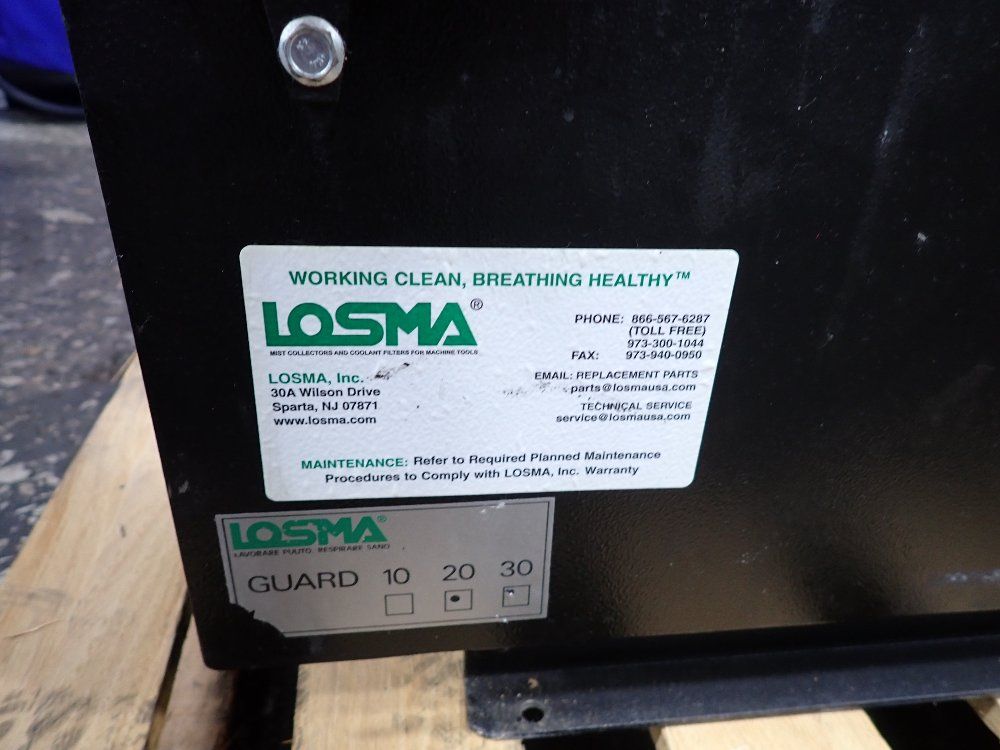 WORKING CLEAN, BREATHING HEALTHY™
LOSMA®
MIST COLLECTORS AND COOLANT FILTERS FOR MACHINE TOOLS
LOSMA, Inc.
30A Wilson Drive
Sparta, NJ 07871
www.losma.com
PHONE: 866-567-6287
(TOLL FREE)
973-300-1044
FAX: 973-940-0950
EMAIL: REPLACEMENT PARTS
parts@losmausa.com
TECHNICAL SERVICE
service@losmausa.com
MAINTENANCE: Refer to Required Planned Maintenance
Procedures to Comply with LOSMA, Inc. Warranty
LOSMA®
LAVORARE PULITO. RESPIRARE SANO
GUARD 10 20 30